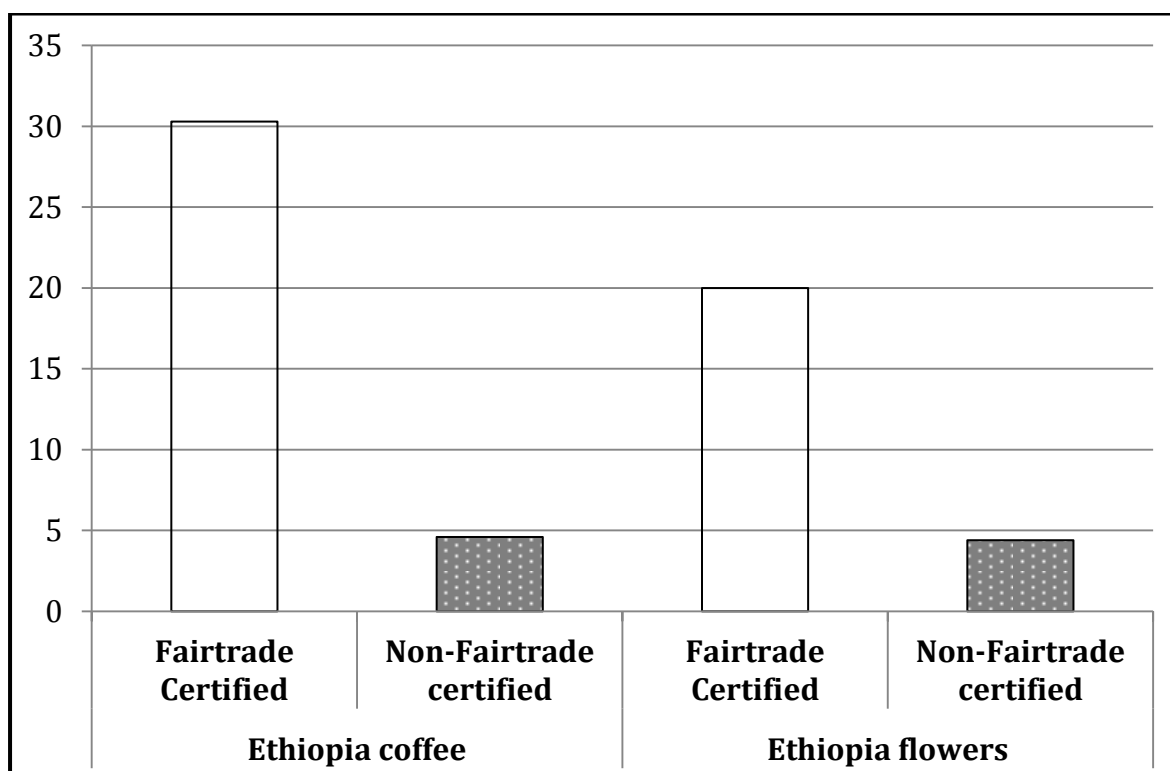 35
30
25
20
15
10
5
0
Fairtrade
Certified
Non-Fairtrade
certified
Fairtrade
Certified
Non-Fairtrade
certified
Ethiopia coffee
Ethiopia flowers